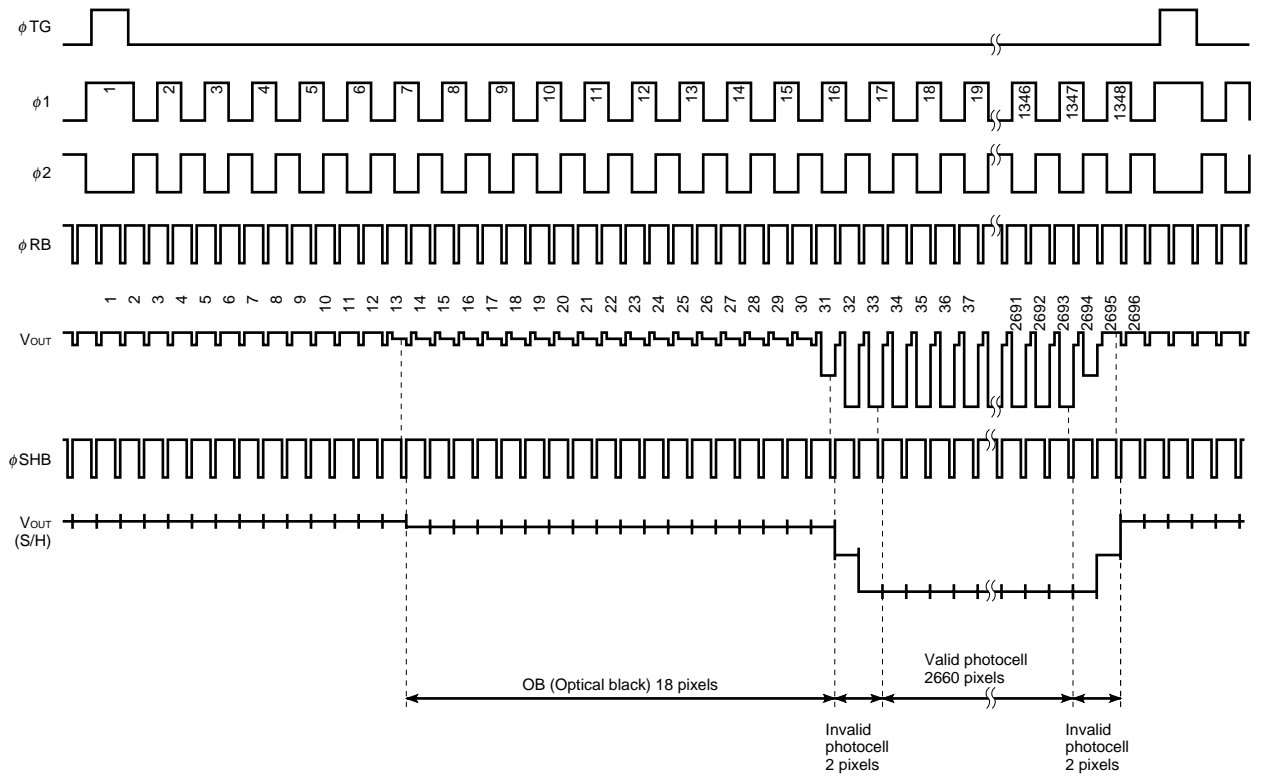 ϕTG
ϕ1
1 2 3 4 5 6 7 8 9 10 11 12 13 14 15 16 17 18 19 1346 1347 1348
ϕ2
ϕRB
1 2 3 4 5 6 7 8 9 10 11 12 13 14 15 16 17 18 19 20 21 22 23 24 25 26 27 28 29 30 31 32 33 34 35 36 37 2691 2692 2693 2694 2695 2696
VOUT
ϕSHB
VOUT
(S/H)
OB (Optical black) 18 pixels
Valid photocell
2660 pixels
Invalid
photocell
2 pixels
Invalid
photocell
2 pixels